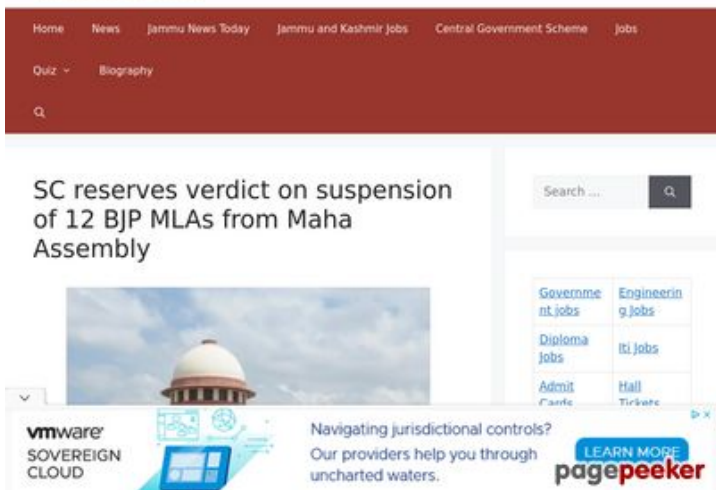 Home News Jammu News Today Jammu and Kashmir Jobs Central Government Scheme Jobs
Quiz Biography
SC reserves verdict on suspension
of 12 BJP MLAs from Maha
Assembly
Search ...
Governme
nt jobs
Engineerin
g Jobs
Diploma
Jobs
Iti Jobs
Admit
Cards
Hall
Tickets
vmware
SOVEREIGN
CLOUD
Navigating jurisdictional controls?
Our providers help you through
uncharted waters.
LEARN MORE
pagepeeker